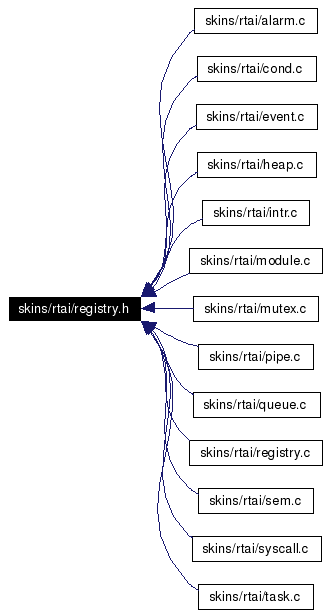 skins/rtai/alarm.c
skins/rtai/cond.c
skins/rtai/event.c
skins/rtai/heap.c
skins/rtai/intr.c
skins/rtai/module.c
skins/rtai/registry.h
skins/rtai/mutex.c
skins/rtai/pipe.c
skins/rtai/queue.c
skins/rtai/registry.c
skins/rtai/sem.c
skins/rtai/syscall.c
skins/rtai/task.c